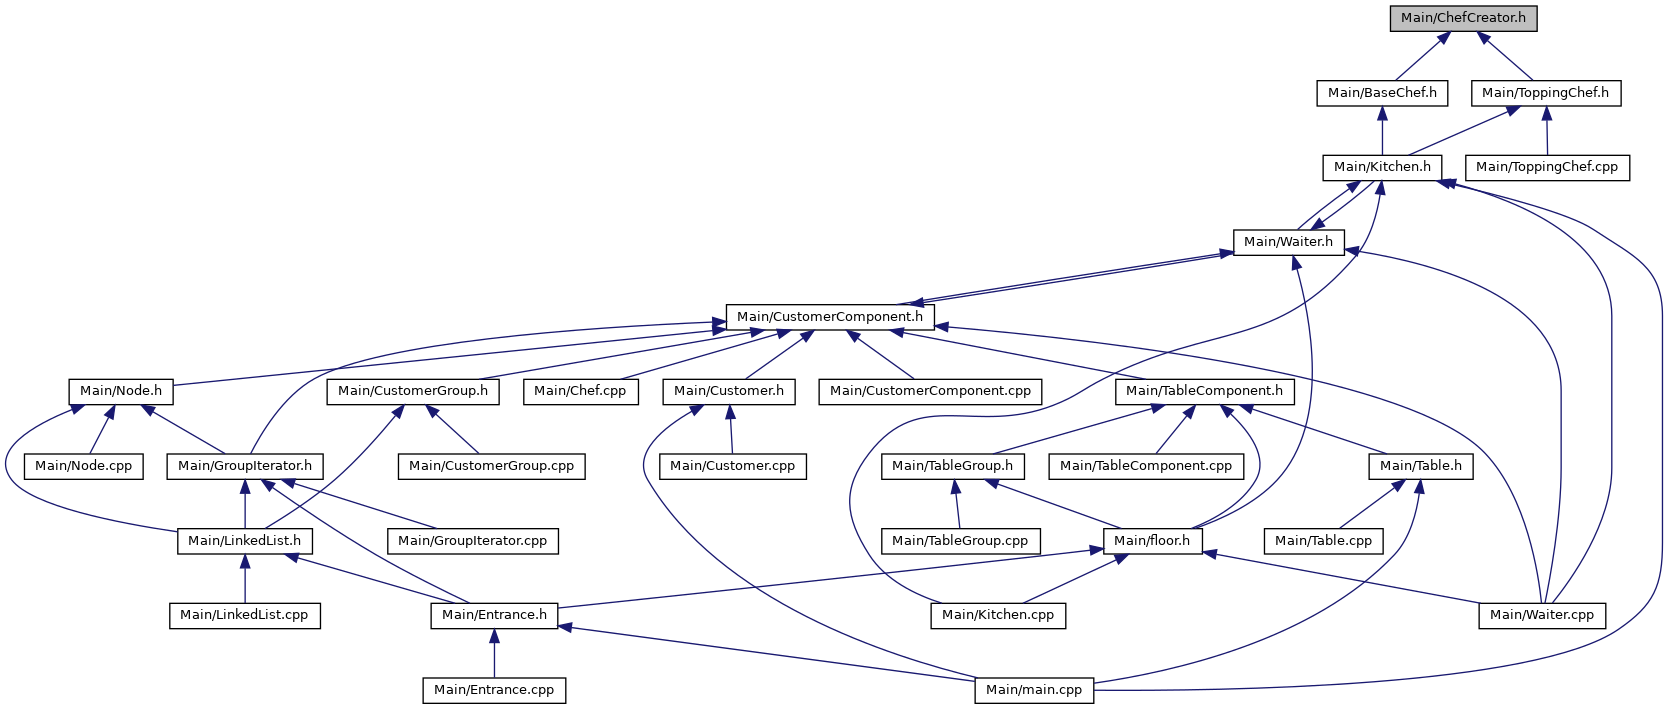 Main/ChefCreator.h
Main/BaseChef.h
Main/ToppingChef.h
Main/Kitchen.h
Main/ToppingChef.cpp
Main/Waiter.h
Main/CustomerComponent.h
Main/Node.h
Main/CustomerGroup.h
Main/Chef.cpp
Main/Customer.h
Main/CustomerComponent.cpp
Main/TableComponent.h
Main/Node.cpp
Main/GroupIterator.h
Main/CustomerGroup.cpp
Main/Customer.cpp
Main/TableGroup.h
Main/TableComponent.cpp
Main/Table.h
Main/LinkedList.h
Main/GroupIterator.cpp
Main/TableGroup.cpp
Main/floor.h
Main/Table.cpp
Main/LinkedList.cpp
Main/Entrance.h
Main/Kitchen.cpp
Main/Waiter.cpp
Main/Entrance.cpp
Main/main.cpp